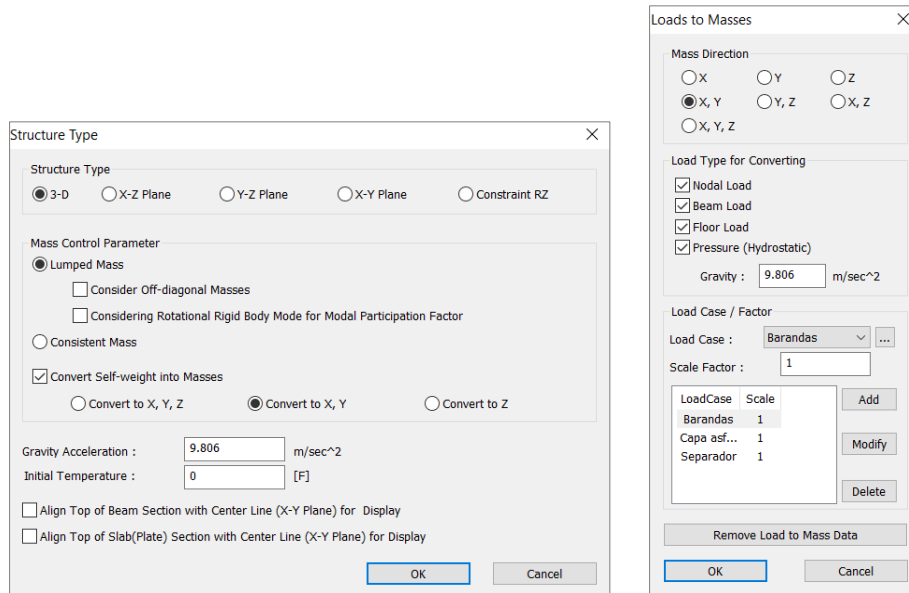 Structure Type
Structure Type
3-D X-Z Plane Y-Z Plane X-Y Plane Constraint RZ
Mass Control Parameter
Lumped Mass
Consider Off-diagonal Masses
Considering Rotational Rigid Body Mode for Modal Participation Factor
Consistent Mass
Convert Self-weight into Masses
Convert to X, Y, Z Convert to X, Y Convert to Z
Gravity Acceleration : 9.806 m/sec^2
Initial Temperature : 0 [F]
Align Top of Beam Section with Center Line (X-Y Plane) for Display
Align Top of Slab(Plate) Section with Center Line (X-Y Plane) for Display
OK Cancel
Loads to Masses
Mass Direction
X Y Z
X, Y Y, Z X, Z
X, Y, Z
Load Type for Converting
Nodal Load
Beam Load
Floor Load
Pressure (Hydrostatic)
Gravity : 9.806 m/sec^2
Load Case / Factor
Load Case : Barandas ...
Scale Factor : 1
LoadCase Scale Add
Barandas 1
Capa asf... 1 Modify
Separador 1
Delete
Remove Load to Mass Data
OK Cancel